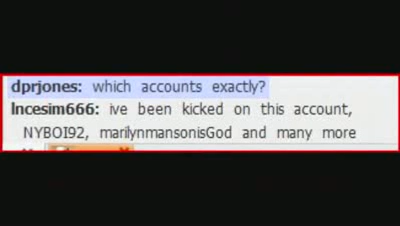 dprjones: which accounts exactly?
lncesim666: ive been kicked on this account,
NYBOI92, marilynmansonisGod and many more